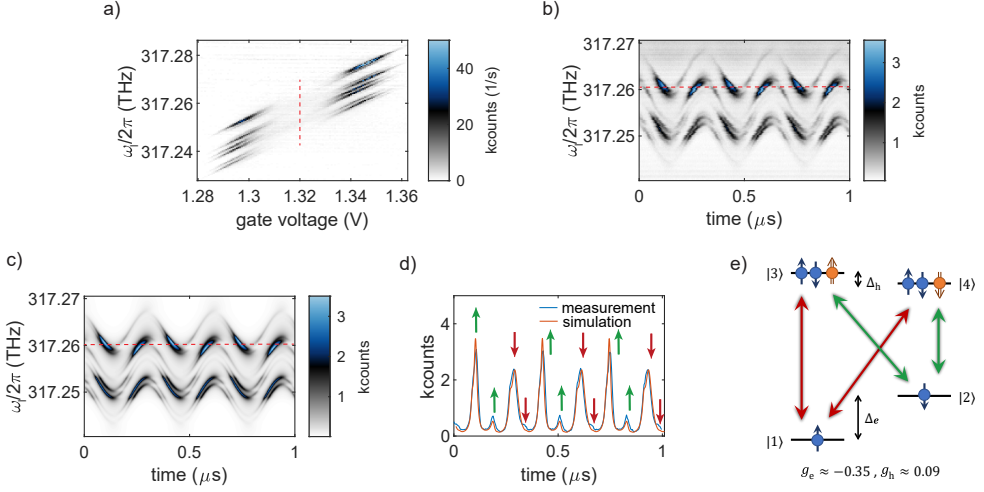 a)
317.28
317.26
317.24
ω/2π (THz)
1.28
1.3
1.32
1.34
1.36
gate voltage (V)
40
20
0
kcounts (1/s)
b)
317.27
317.26
317.25
ωₗ/2π (THz)
0
0.5
1
time (μs)
3
2
1
kcounts
c)
317.27
317.26
317.25
ωₗ/2π (THz)
0
0.5
1
time (μs)
3
2
1
kcounts
d)
measurement
simulation
4
2
0
kcounts
0
0.5
1
time (μs)
e)
|3⟩
Δₕ
|4⟩
|2⟩
Δₑ
|1⟩
gₑ ≈ −0.35 , gₕ ≈ 0.09